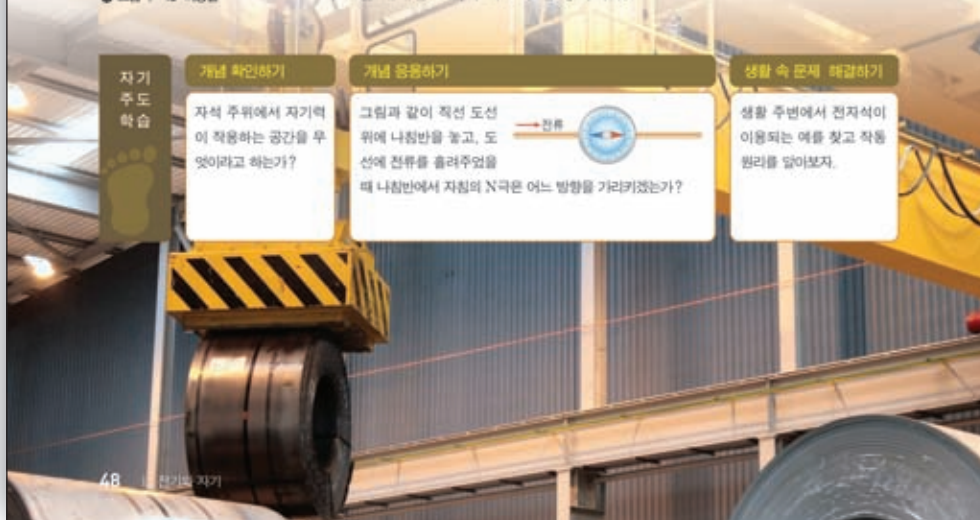 자기
주도
학습
개념 확인하기
자석 주위에서 자기력
이 작용하는 공간을 무
엇이라고 하는가?
개념 응용하기
그림과 같이 직선 도선
위에 나침반을 놓고, 도
선에 전류를 흘려주었을
때 나침반에서 자침의 N극은 어느 방향을 가리키겠는가?
전류
생활 속 문제 해결하기
생활 주변에서 전자석이
이용되는 예를 찾고 작동
원리를 알아보자.
48
전기와 자기